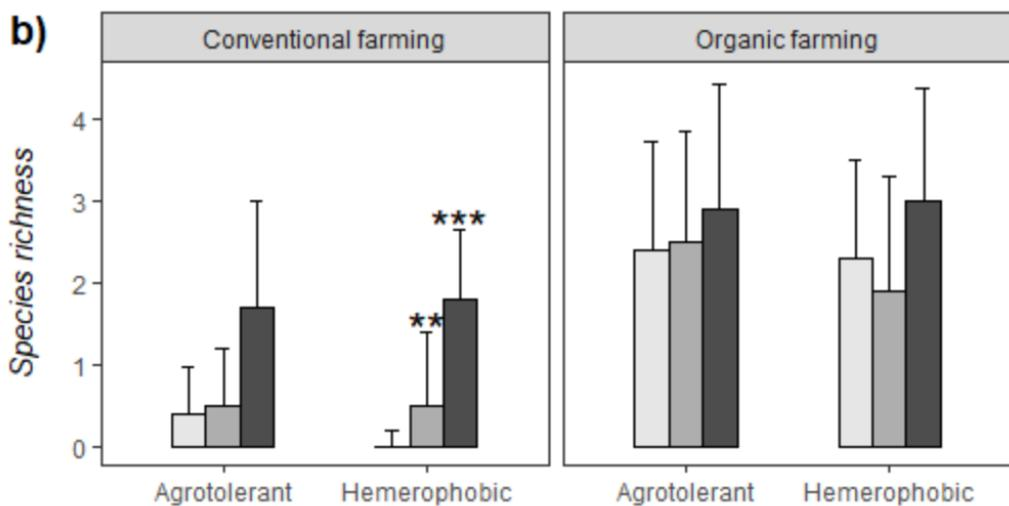 b)
Conventional farming
Organic farming
Species richness
4
3
2
1
0
***
**
Agrotolerant
Hemerophobic
Agrotolerant
Hemerophobic